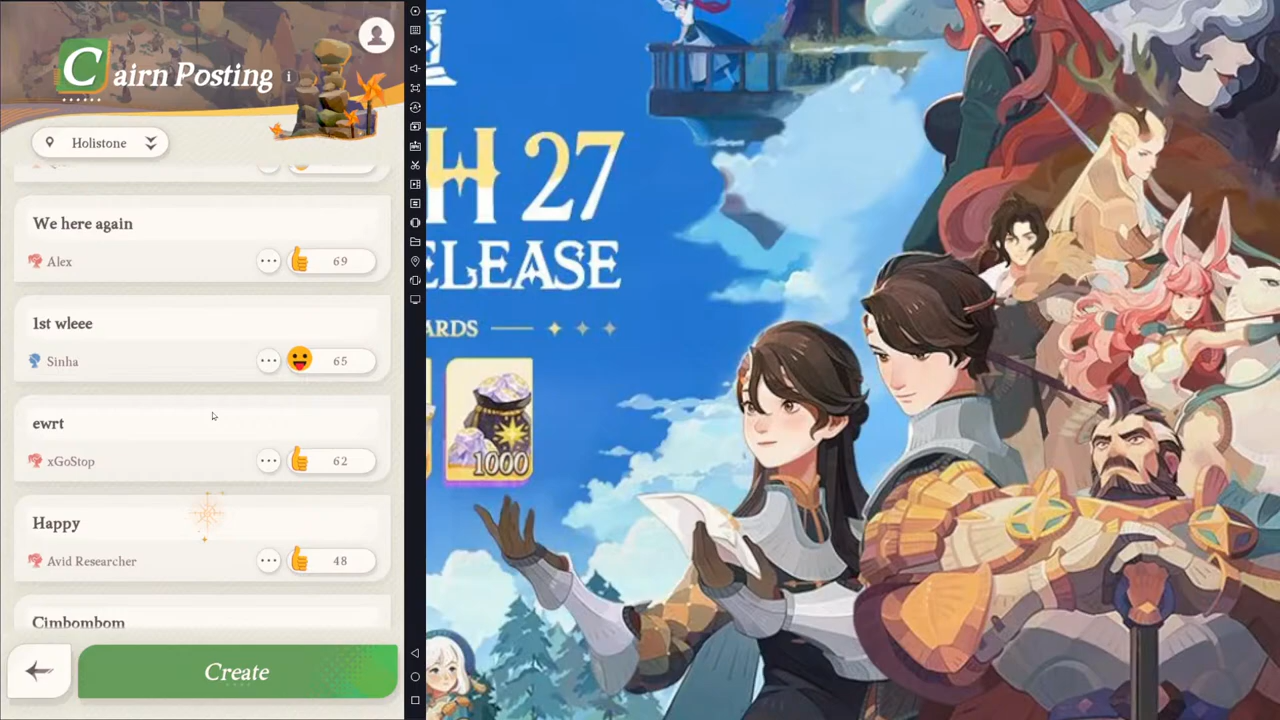 Cairn Posting
Holistone
We here again
Alex
69
1st wleee
Sinha
65
ewrt
xGoStop
62
Happy
Avid Researcher
48
Cimbombom
Create
H 27
ELEASE
ARDS
1000